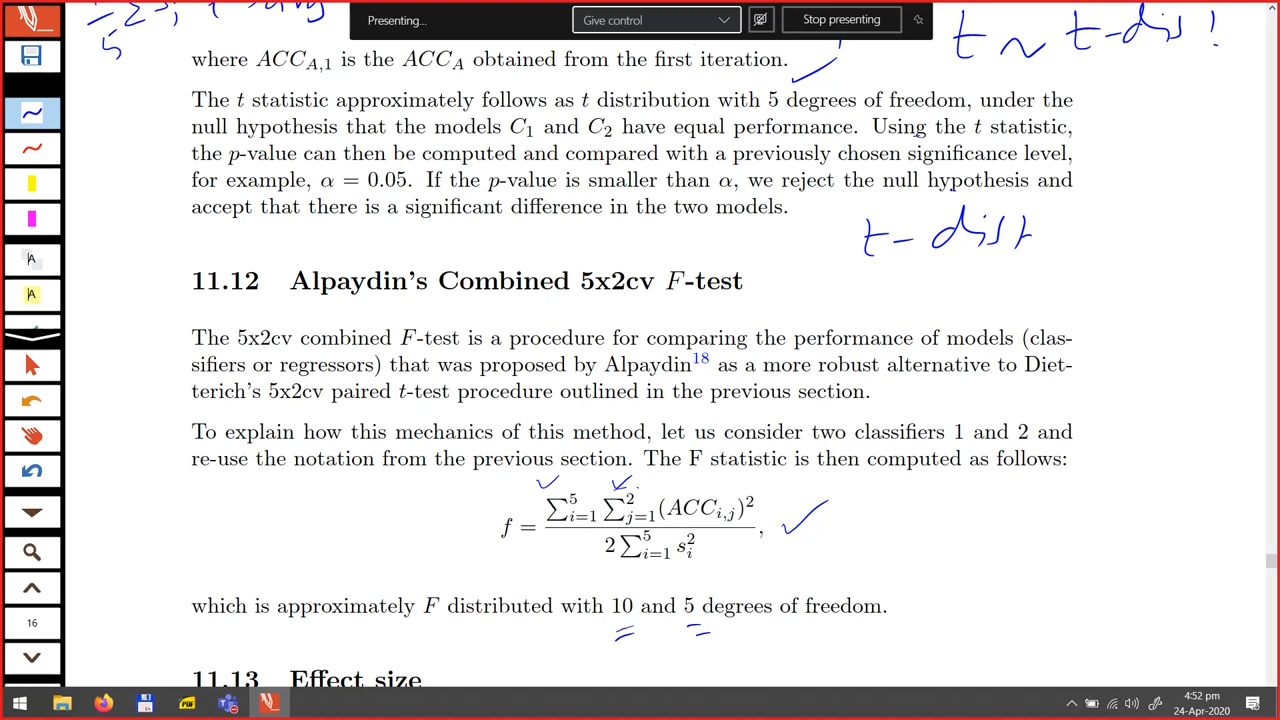 Presenting...
Give control
Stop presenting
5
t ~ t-dis !
where ACC_{A,1} is the ACC_A obtained from the first iteration.
The t statistic approximately follows as t distribution with 5 degrees of freedom, under the
null hypothesis that the models C_1 and C_2 have equal performance. Using the t statistic,
the p-value can then be computed and compared with a previously chosen significance level,
for example, α = 0.05. If the p-value is smaller than α, we reject the null hypothesis and
accept that there is a significant difference in the two models.
t-dist
11.12 Alpaydin's Combined 5x2cv F-test
The 5x2cv combined F-test is a procedure for comparing the performance of models (clas-
sifiers or regressors) that was proposed by Alpaydin^18 as a more robust alternative to Diet-
terich's 5x2cv paired t-test procedure outlined in the previous section.
To explain how this mechanics of this method, let us consider two classifiers 1 and 2 and
re-use the notation from the previous section. The F statistic is then computed as follows:
f = \frac{\sum_{i=1}^{5} \sum_{j=1}^{2} (ACC_{i,j})^2}{2 \sum_{i=1}^{5} s_i^2},
which is approximately F distributed with 10 and 5 degrees of freedom.
11.13 Effect size
A
A
16
4:52 pm
24-Apr-2020